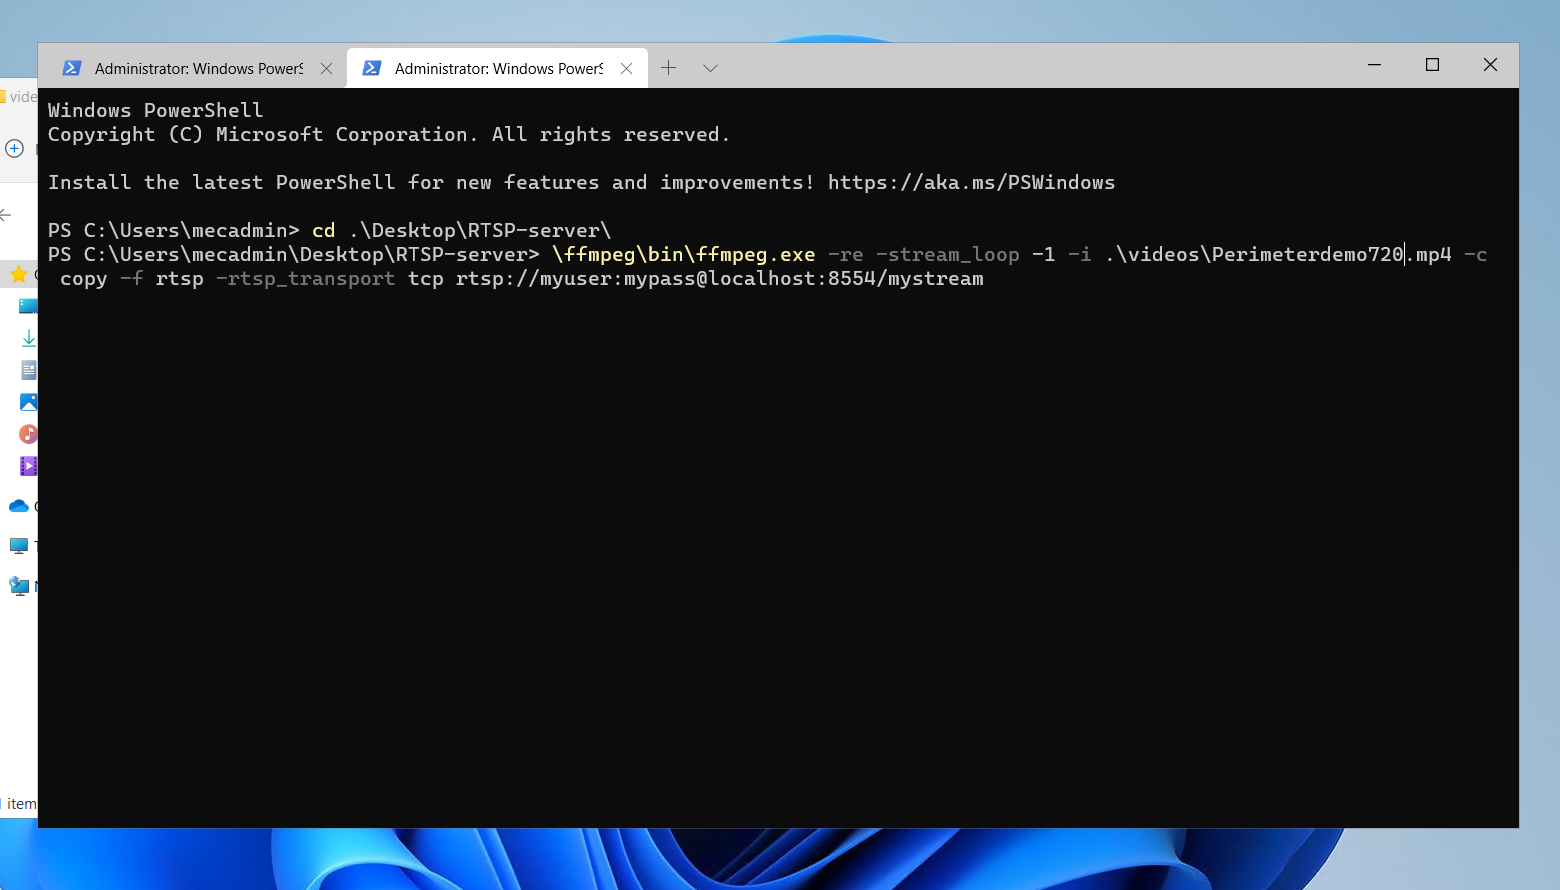 Administrator: Windows PowerS
Administrator: Windows PowerS
vide
Windows PowerShell
Copyright (C) Microsoft Corporation. All rights reserved.
Install the latest PowerShell for new features and improvements! https://aka.ms/PSWindows
PS C:\Users\mecadmin> cd .\Desktop\RTSP-server\
PS C:\Users\mecadmin\Desktop\RTSP-server> \ffmpeg\bin\ffmpeg.exe -re -stream_loop -1 -i .\videos\Perimeterdemo720.mp4 -c
copy -f rtsp -rtsp_transport tcp rtsp://myuser:mypass@localhost:8554/mystream
item